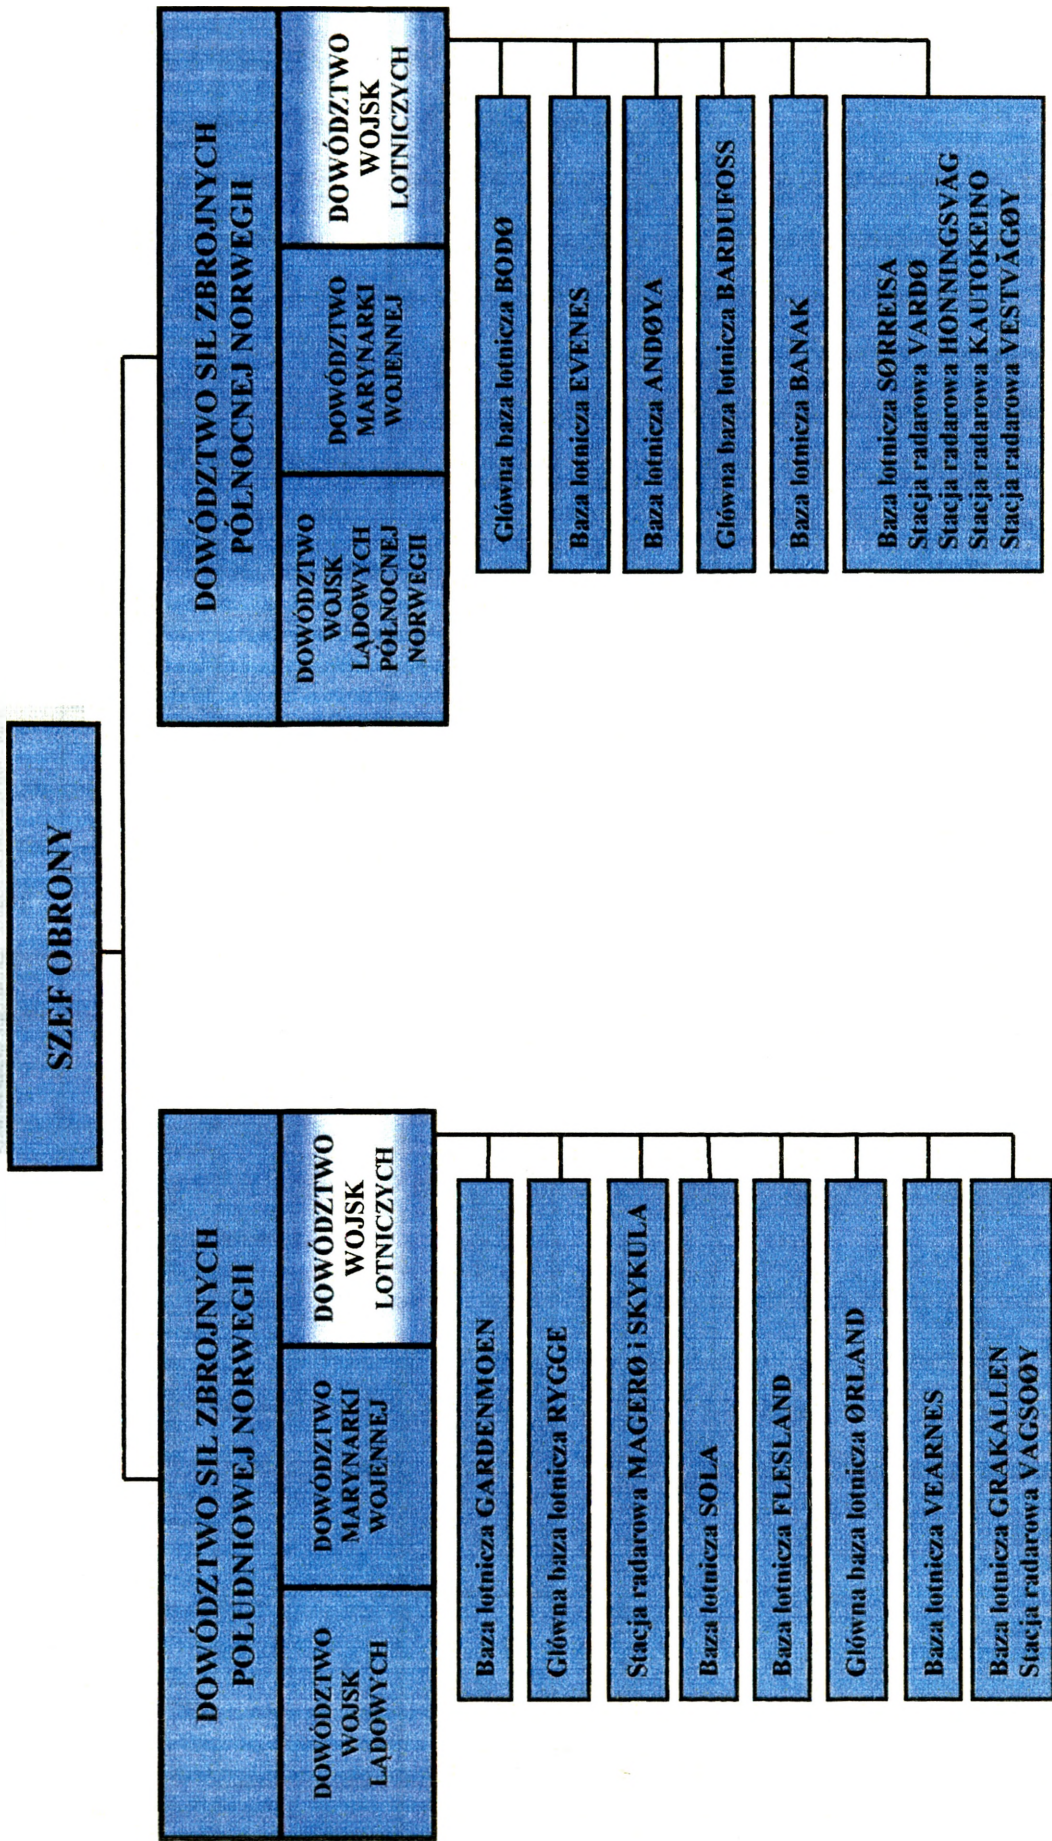 SZEF OBRONY
DOWÓDZTWO SIŁ ZBROJNYCH
POŁUDNIOWEJ NORWEGII
DOWÓDZTWO
WOJSK
LĄDOWYCH
DOWÓDZTWO
MARYNARKI
WOJENNEJ
DOWÓDZTWO
WOJSK
LOTNICZYCH
Baza lotnicza GARDENMOEN
Główna baza lotnicza RYGGE
Stacja radarowa MAGERØ i SKYKULA
Baza lotnicza SOLA
Baza lotnicza FLESLAND
Główna baza lotnicza ØRLAND
Baza lotnicza VEARNES
Baza lotnicza GRAKALLEN
Stacja radarowa VAGSOØY
DOWÓDZTWO SIŁ ZBROJNYCH
PÓŁNOCNEJ NORWEGII
DOWÓDZTWO
WOJSK
LĄDOWYCH
PÓŁNOCNEJ
NORWEGII
DOWÓDZTWO
MARYNARKI
WOJENNEJ
DOWÓDZTWO
WOJSK
LOTNICZYCH
Główna baza lotnicza BODØ
Baza lotnicza EVENES
Baza lotnicza ANDØYA
Główna baza lotnicza BARDUFOSS
Baza lotnicza BANAK
Baza lotnicza SØRREISA
Stacja radarowa VARDØ
Stacja radarowa HONNINGSVÅG
Stacja radarowa KAUTOKEINO
Stacja radarowa VESTVÅGØY